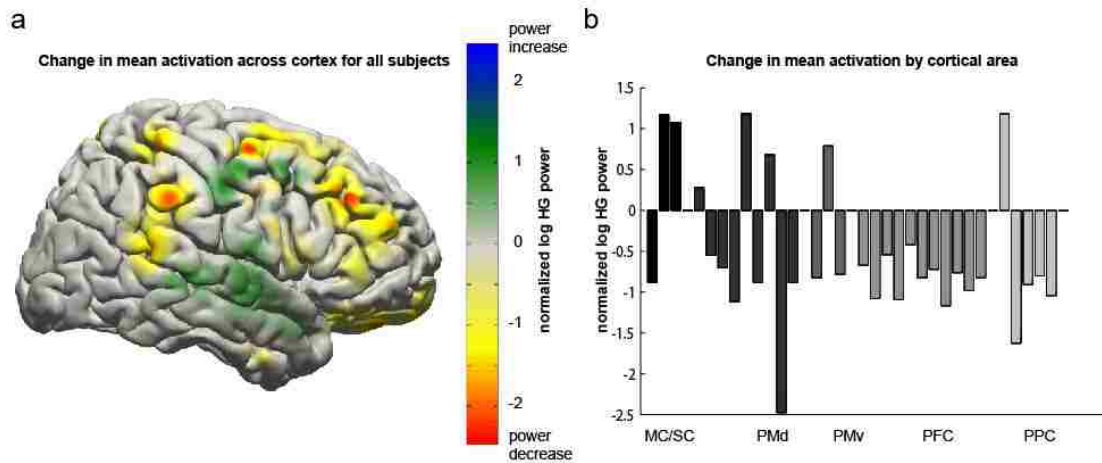 a
Change in mean activation across cortex for all subjects
power
increase
2
1
0
-1
-2
power
decrease
normalized log HG power
b
Change in mean activation by cortical area
normalized log HG power
1.5
1
0.5
0
-0.5
-1
-1.5
-2
-2.5
MC/SC PMd PMv PFC PPC